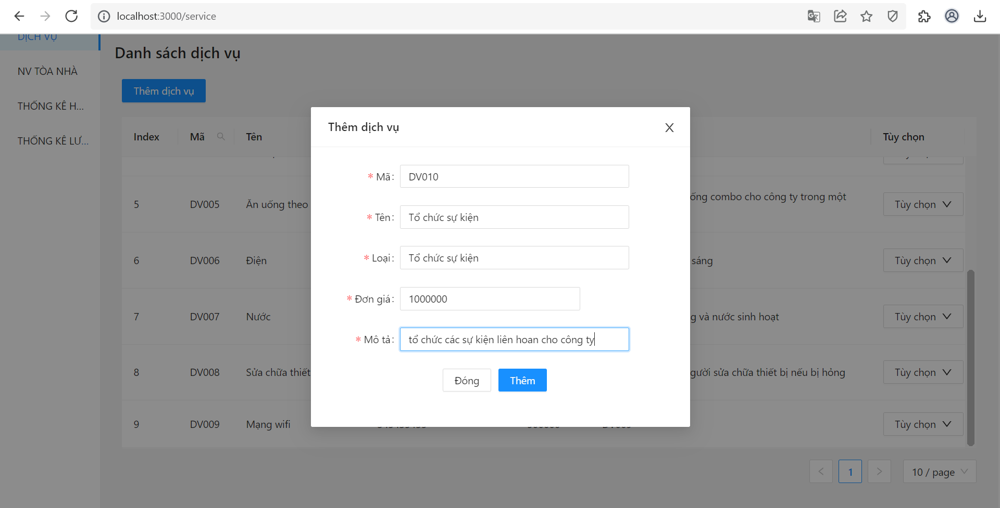 localhost:3000/service
DỊCH VỤ
NV TÒA NHÀ
THỐNG KÊ H...
THỐNG KÊ LƯ...
Danh sách dịch vụ
Thêm dịch vụ
Index Mã Tên Tùy chọn
5 DV005 Ăn uống theo ống combo cho công ty trong một Tùy chọn
6 DV006 Điện sáng Tùy chọn
7 DV007 Nước g và nước sinh hoạt Tùy chọn
8 DV008 Sửa chữa thiết gười sửa chữa thiết bị nếu bị hỏng Tùy chọn
9 DV009 Mạng wifi Tùy chọn
Thêm dịch vụ
* Mã: DV010
* Tên: Tổ chức sự kiện
* Loại: Tổ chức sự kiện
* Đơn giá: 1000000
* Mô tả: tổ chức các sự kiện liên hoan cho công ty
Đóng Thêm
< 1 > 10 / page